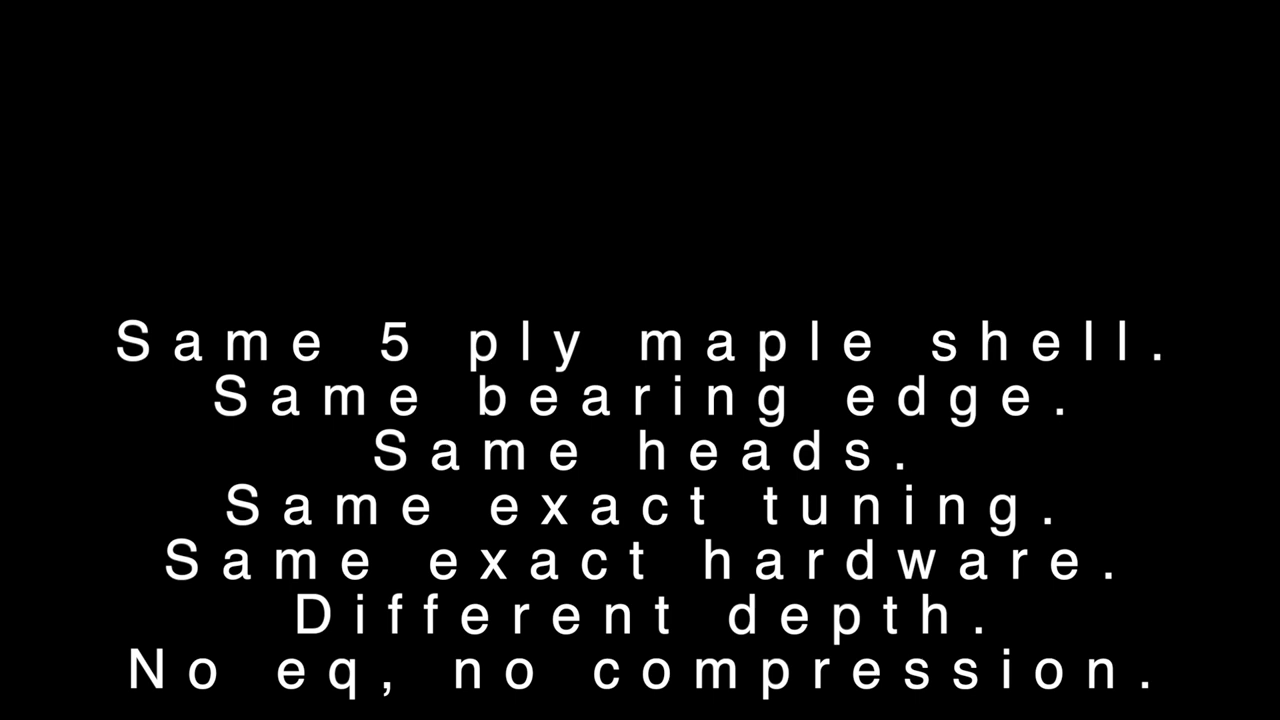 Same 5 ply maple shell.
Same bearing edge.
Same heads.
Same exact tuning.
Same exact hardware.
Different depth.
No eq, no compression.